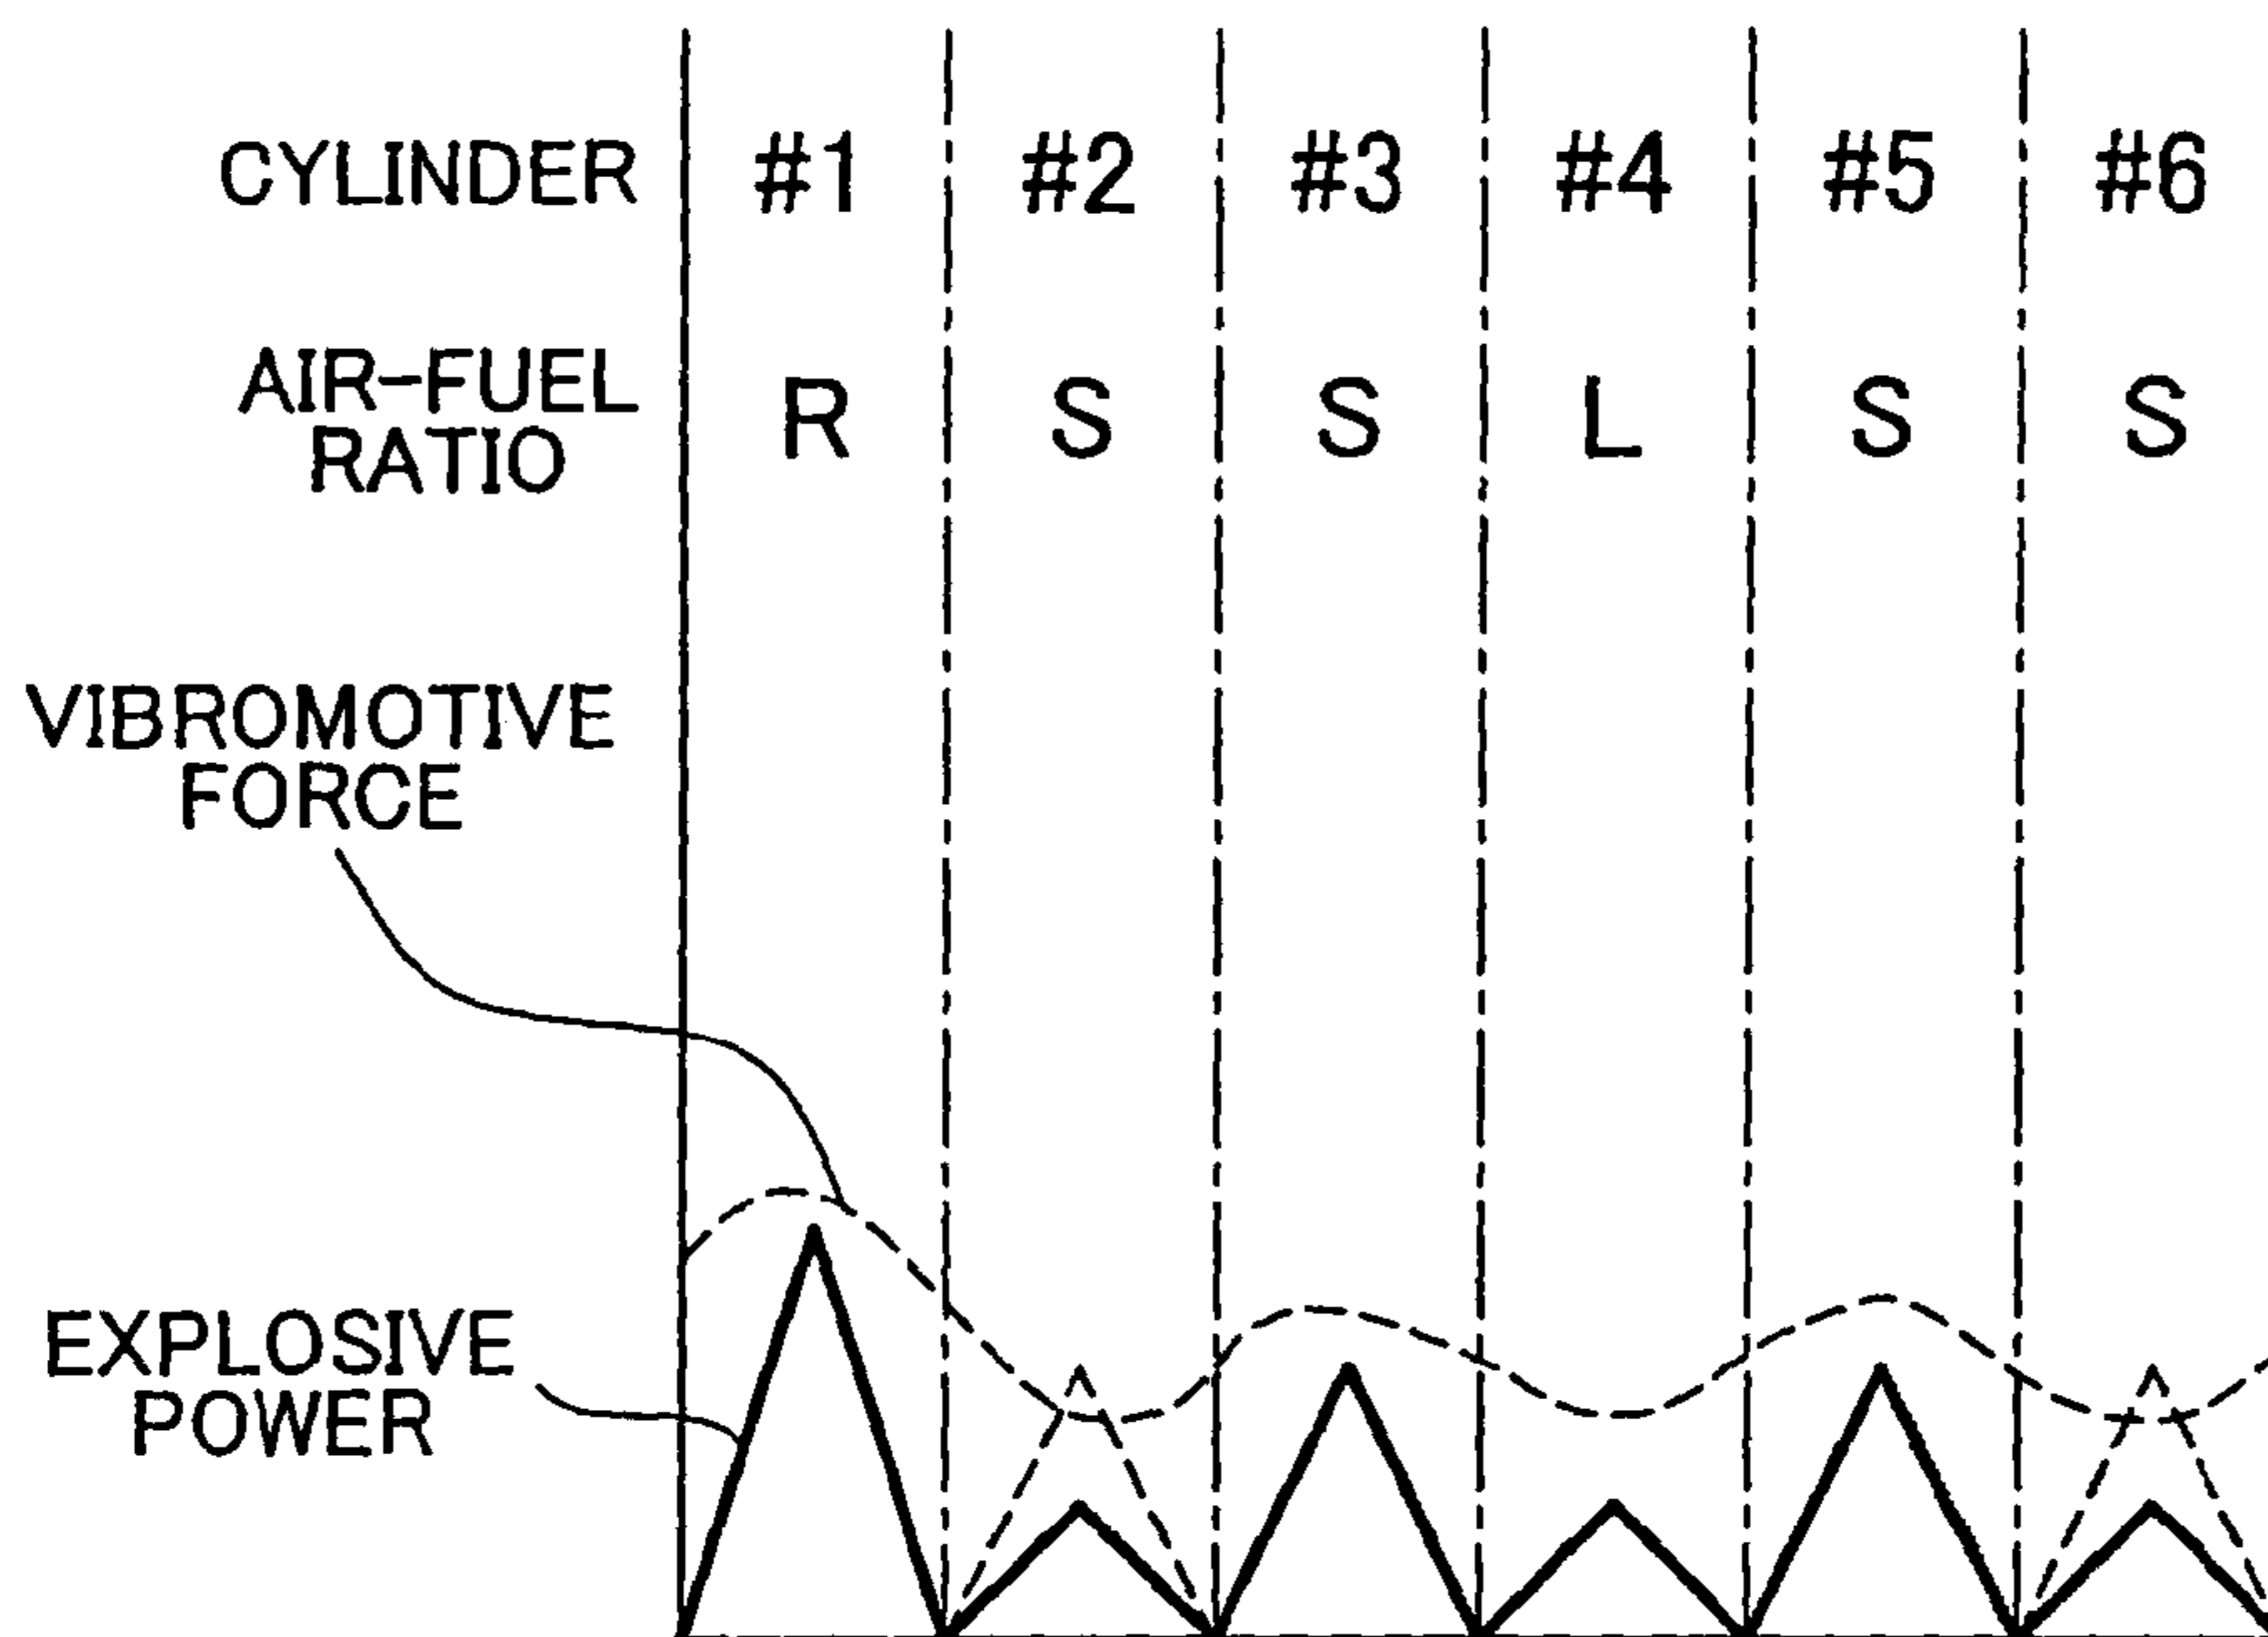 CYLINDER #1 #2 #3 #4 #5 #6
AIR-FUEL
RATIO
R S S L S S
VIBROMOTIVE
FORCE
EXPLOSIVE
POWER